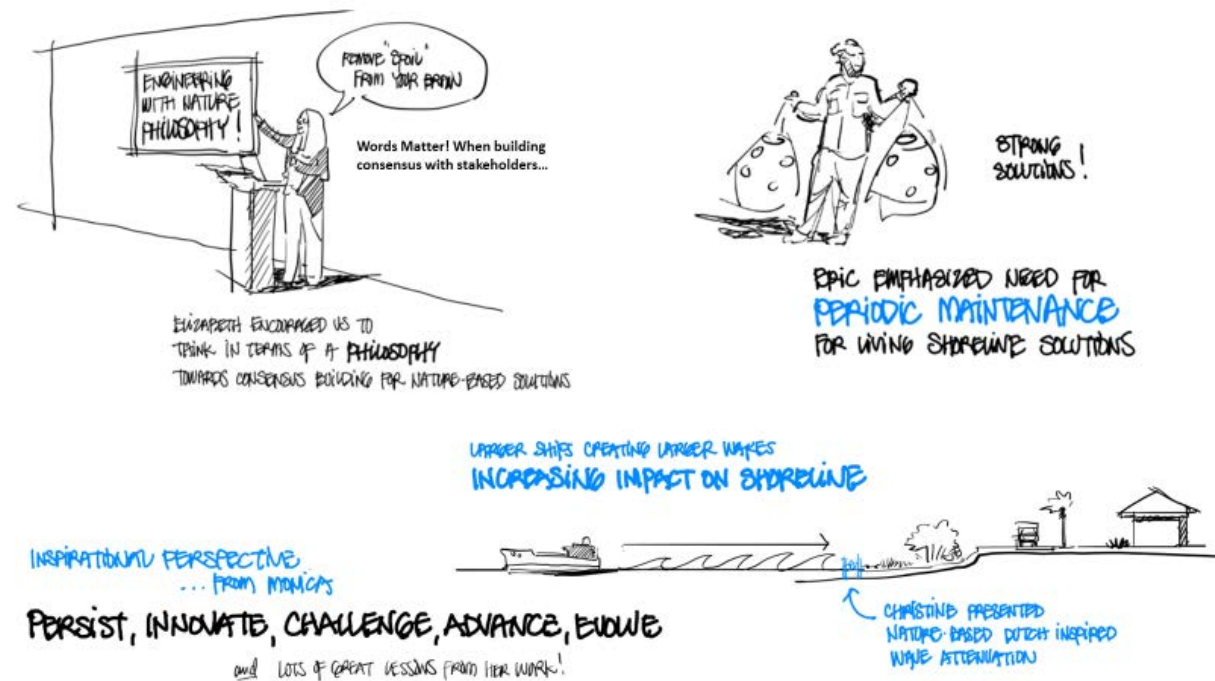 ENGINEERING
WITH NATURE
PHILOSOPHY!
REMOVE "SPOIL"
FROM YOUR BRAIN
Words Matter! When building
consensus with stakeholders...
ELIZABETH ENCOURAGED US TO
THINK IN TERMS OF A PHILOSOPHY
TOWARDS CONSENSUS BUILDING FOR NATURE-BASED SOLUTIONS
STRONG
SOLUTIONS!
ERIC EMPHASIZED NEED FOR
PERIODIC MAINTENANCE
FOR LIVING SHORELINE SOLUTIONS
LARGER SHIPS CREATING LARGER WAKES
INCREASING IMPACT ON SHORELINE
CHRISTINE PRESENTED
NATURE-BASED DUTCH INSPIRED
WAVE ATTENUATION
INSPIRATIONAL PERSPECTIVE
... FROM MONICA
PERSIST, INNOVATE, CHALLENGE, ADVANCE, EVOLVE
and LOTS OF GREAT LESSONS FROM HER WORK!